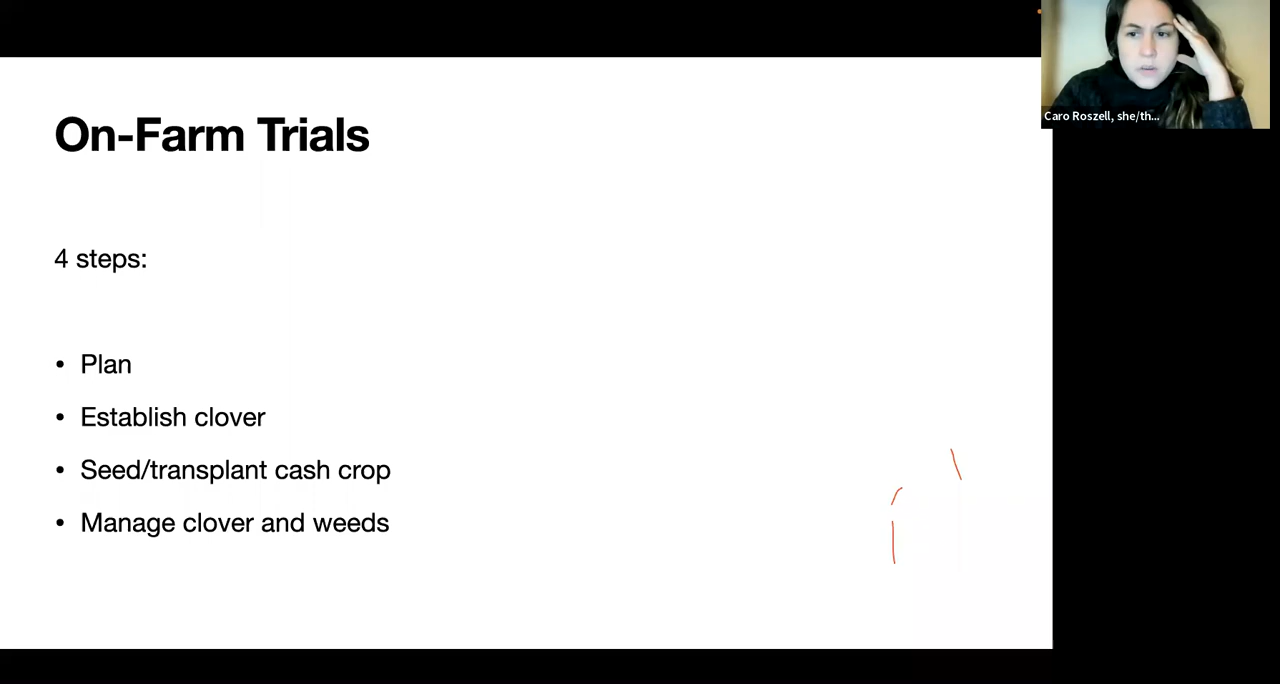 On-Farm Trials
4 steps:
• Plan
• Establish clover
• Seed/transplant cash crop
• Manage clover and weeds
Caro Roszell, she/th...